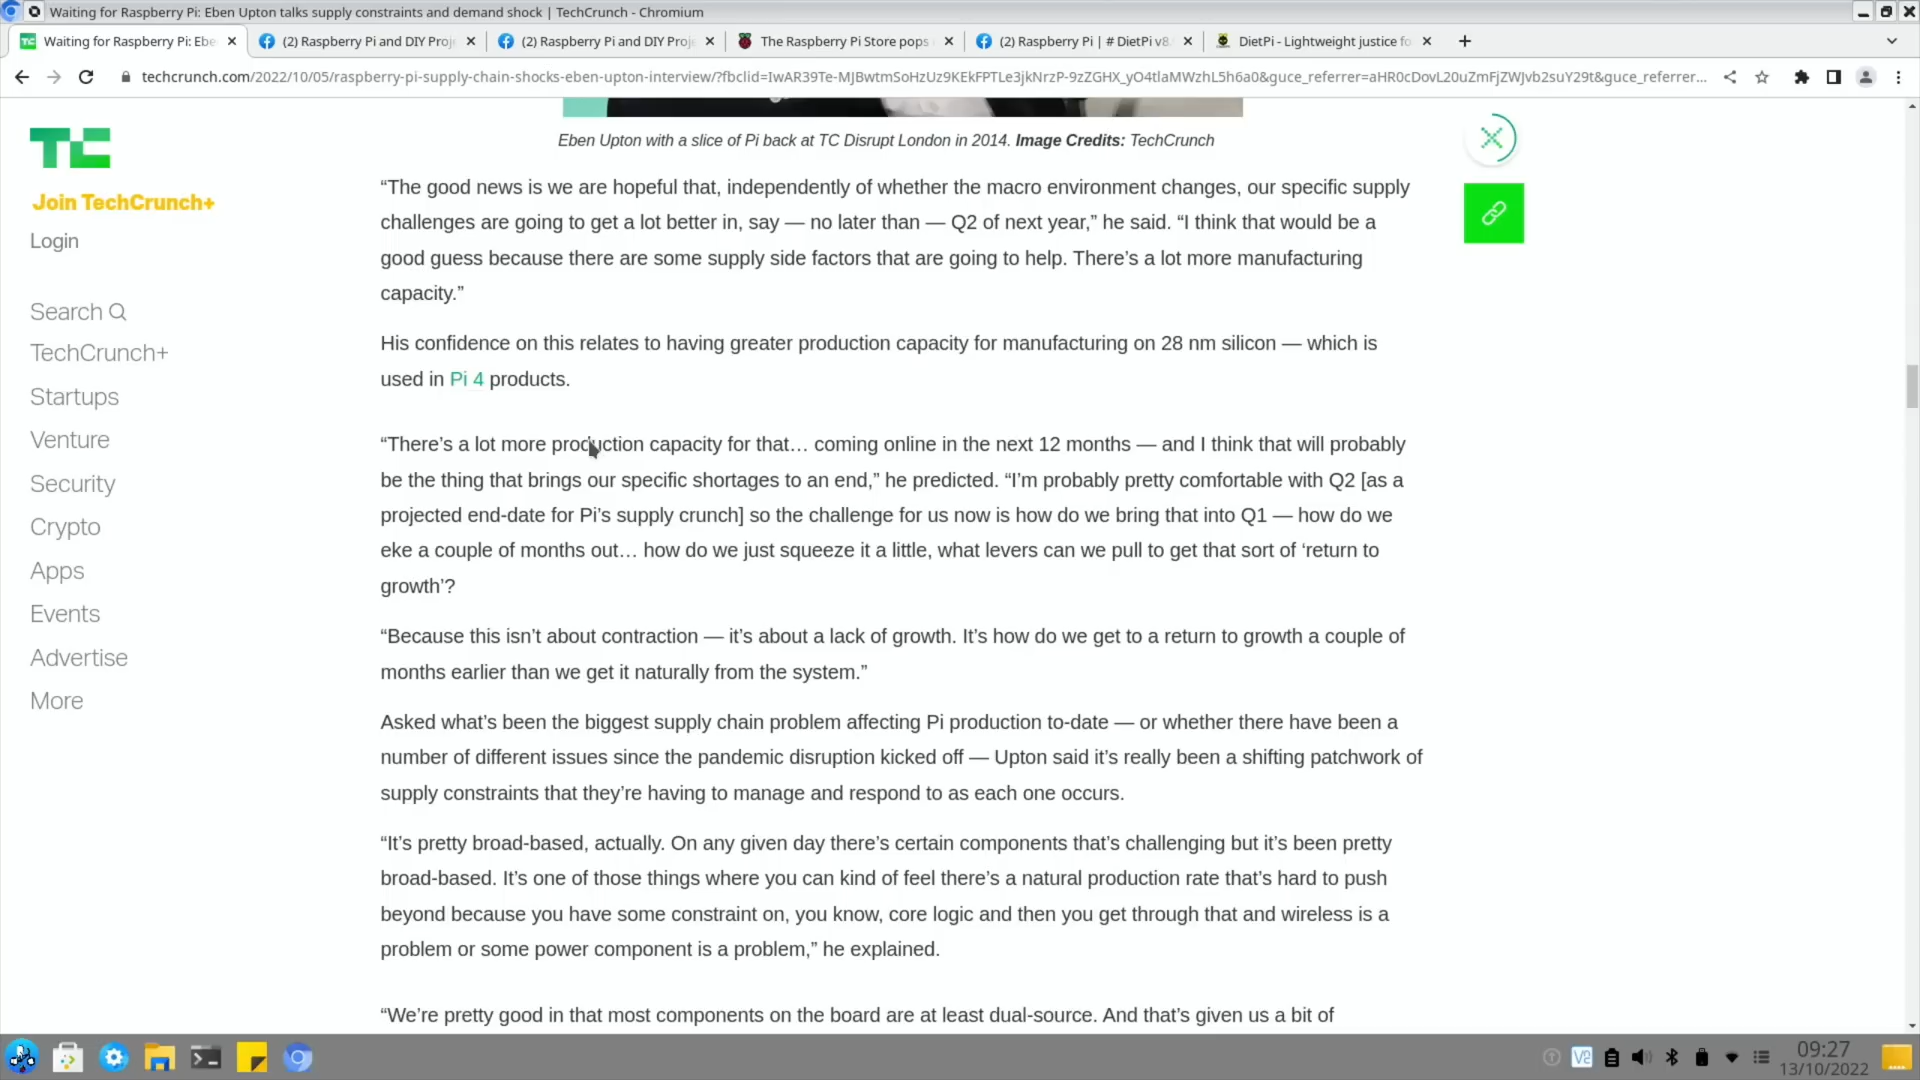 Waiting for Raspberry Pi: Eben Upton talks supply constraints and demand shock | TechCrunch - Chromium
Waiting for Raspberry Pi: Ebe
(2) Raspberry Pi and DIY Proje
(2) Raspberry Pi and DIY Proje
The Raspberry Pi Store pops
(2) Raspberry Pi | # DietPi v8.
DietPi - Lightweight justice fo
techcrunch.com/2022/10/05/raspberry-pi-supply-chain-shocks-eben-upton-interview/?fbclid=IwAR39Te-MJBwtmSoHzUz9KEkFPTLe3jkNrzP-9zZGHX_yO4tlaMWzhL5h6a0&guce_referrer=aHR0cDovL20uZmFjZWJvb2suY29t&guce_referrer...
TC
Join TechCrunch+
Login
Search
TechCrunch+
Startups
Venture
Security
Crypto
Apps
Events
Advertise
More
Eben Upton with a slice of Pi back at TC Disrupt London in 2014. Image Credits: TechCrunch
“The good news is we are hopeful that, independently of whether the macro environment changes, our specific supply
challenges are going to get a lot better in, say — no later than — Q2 of next year,” he said. “I think that would be a
good guess because there are some supply side factors that are going to help. There’s a lot more manufacturing
capacity.”
His confidence on this relates to having greater production capacity for manufacturing on 28 nm silicon — which is
used in Pi 4 products.
“There’s a lot more production capacity for that… coming online in the next 12 months — and I think that will probably
be the thing that brings our specific shortages to an end,” he predicted. “I’m probably pretty comfortable with Q2 [as a
projected end-date for Pi’s supply crunch] so the challenge for us now is how do we bring that into Q1 — how do we
eke a couple of months out… how do we just squeeze it a little, what levers can we pull to get that sort of ‘return to
growth’?
“Because this isn’t about contraction — it’s about a lack of growth. It’s how do we get to a return to growth a couple of
months earlier than we get it naturally from the system.”
Asked what’s been the biggest supply chain problem affecting Pi production to-date — or whether there have been a
number of different issues since the pandemic disruption kicked off — Upton said it’s really been a shifting patchwork of
supply constraints that they’re having to manage and respond to as each one occurs.
“It’s pretty broad-based, actually. On any given day there’s certain components that’s challenging but it’s been pretty
broad-based. It’s one of those things where you can kind of feel there’s a natural production rate that’s hard to push
beyond because you have some constraint on, you know, core logic and then you get through that and wireless is a
problem or some power component is a problem,” he explained.
“We’re pretty good in that most components on the board are at least dual-source. And that’s given us a bit of
V2
09:27
13/10/2022